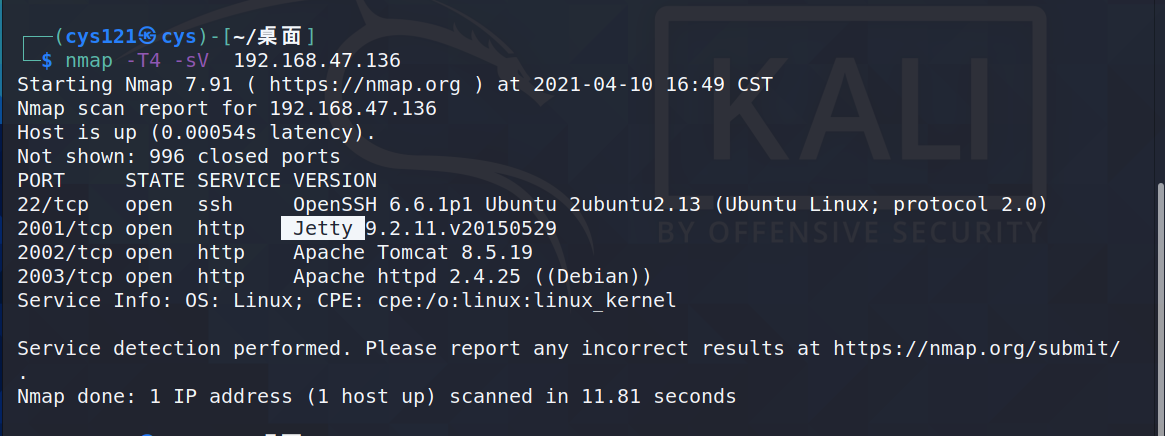 ┌──(cys121㉿cys)-[~/桌面]
└─$ nmap -T4 -sV  192.168.47.136
Starting Nmap 7.91 ( https://nmap.org ) at 2021-04-10 16:49 CST
Nmap scan report for 192.168.47.136
Host is up (0.00054s latency).
Not shown: 996 closed ports
PORT     STATE SERVICE VERSION
22/tcp   open  ssh     OpenSSH 6.6.1p1 Ubuntu 2ubuntu2.13 (Ubuntu Linux; protocol 2.0)
2001/tcp open  http    Jetty 9.2.11.v20150529
2002/tcp open  http    Apache Tomcat 8.5.19
2003/tcp open  http    Apache httpd 2.4.25 ((Debian))
Service Info: OS: Linux; CPE: cpe:/o:linux:linux_kernel

Service detection performed. Please report any incorrect results at https://nmap.org/submit/
.
Nmap done: 1 IP address (1 host up) scanned in 11.81 seconds
KALI
BY OFFENSIVE SECURITY